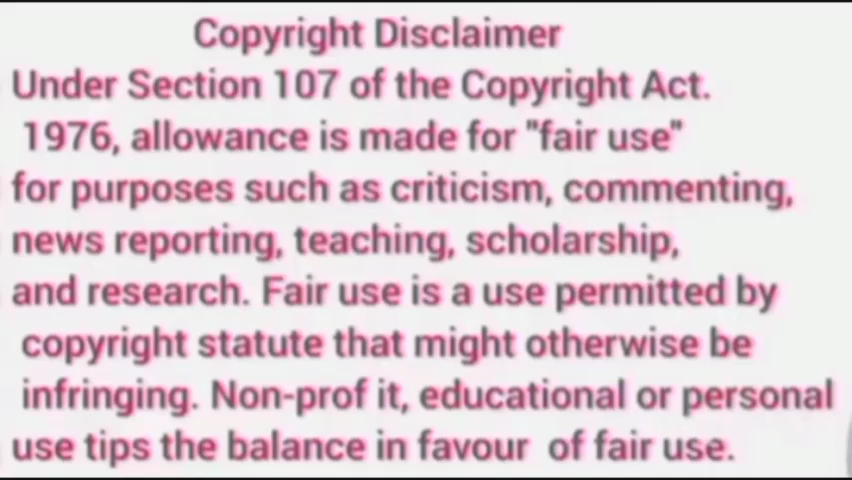 Copyright Disclaimer
Under Section 107 of the Copyright Act.
1976, allowance is made for "fair use"
for purposes such as criticism, commenting,
news reporting, teaching, scholarship,
and research. Fair use is a use permitted by
copyright statute that might otherwise be
infringing. Non-prof it, educational or personal
use tips the balance in favour of fair use.